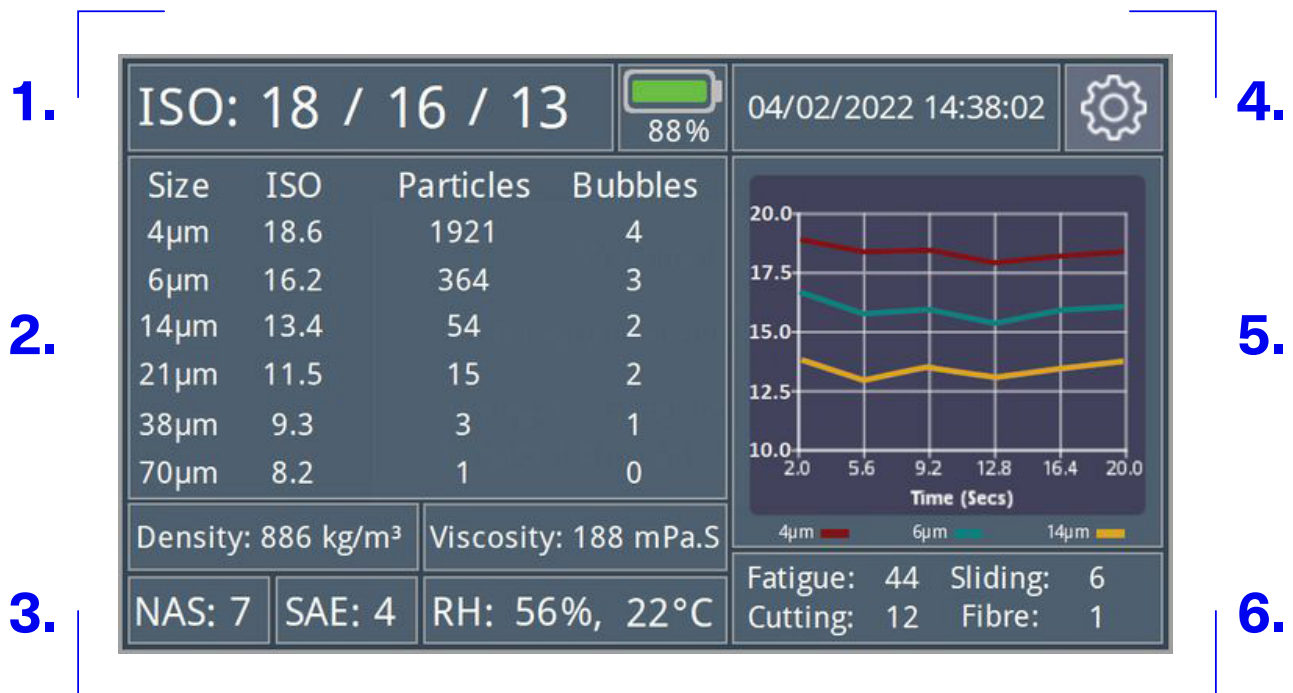 1.
ISO: 18 / 16 / 13
88%
04/02/2022 14:38:02
4.
2.
Size ISO Particles Bubbles
4µm 18.6 1921 4
6µm 16.2 364 3
14µm 13.4 54 2
21µm 11.5 15 2
38µm 9.3 3 1
70µm 8.2 1 0
5.
20.0
17.5
15.0
12.5
10.0
2.0 5.6 9.2 12.8 16.4 20.0
Time (Secs)
4µm 6µm 14µm
Density: 886 kg/m³ Viscosity: 188 mPa.S
3.
NAS: 7 SAE: 4 RH: 56%, 22°C
Fatigue: 44 Sliding: 6
Cutting: 12 Fibre: 1
6.